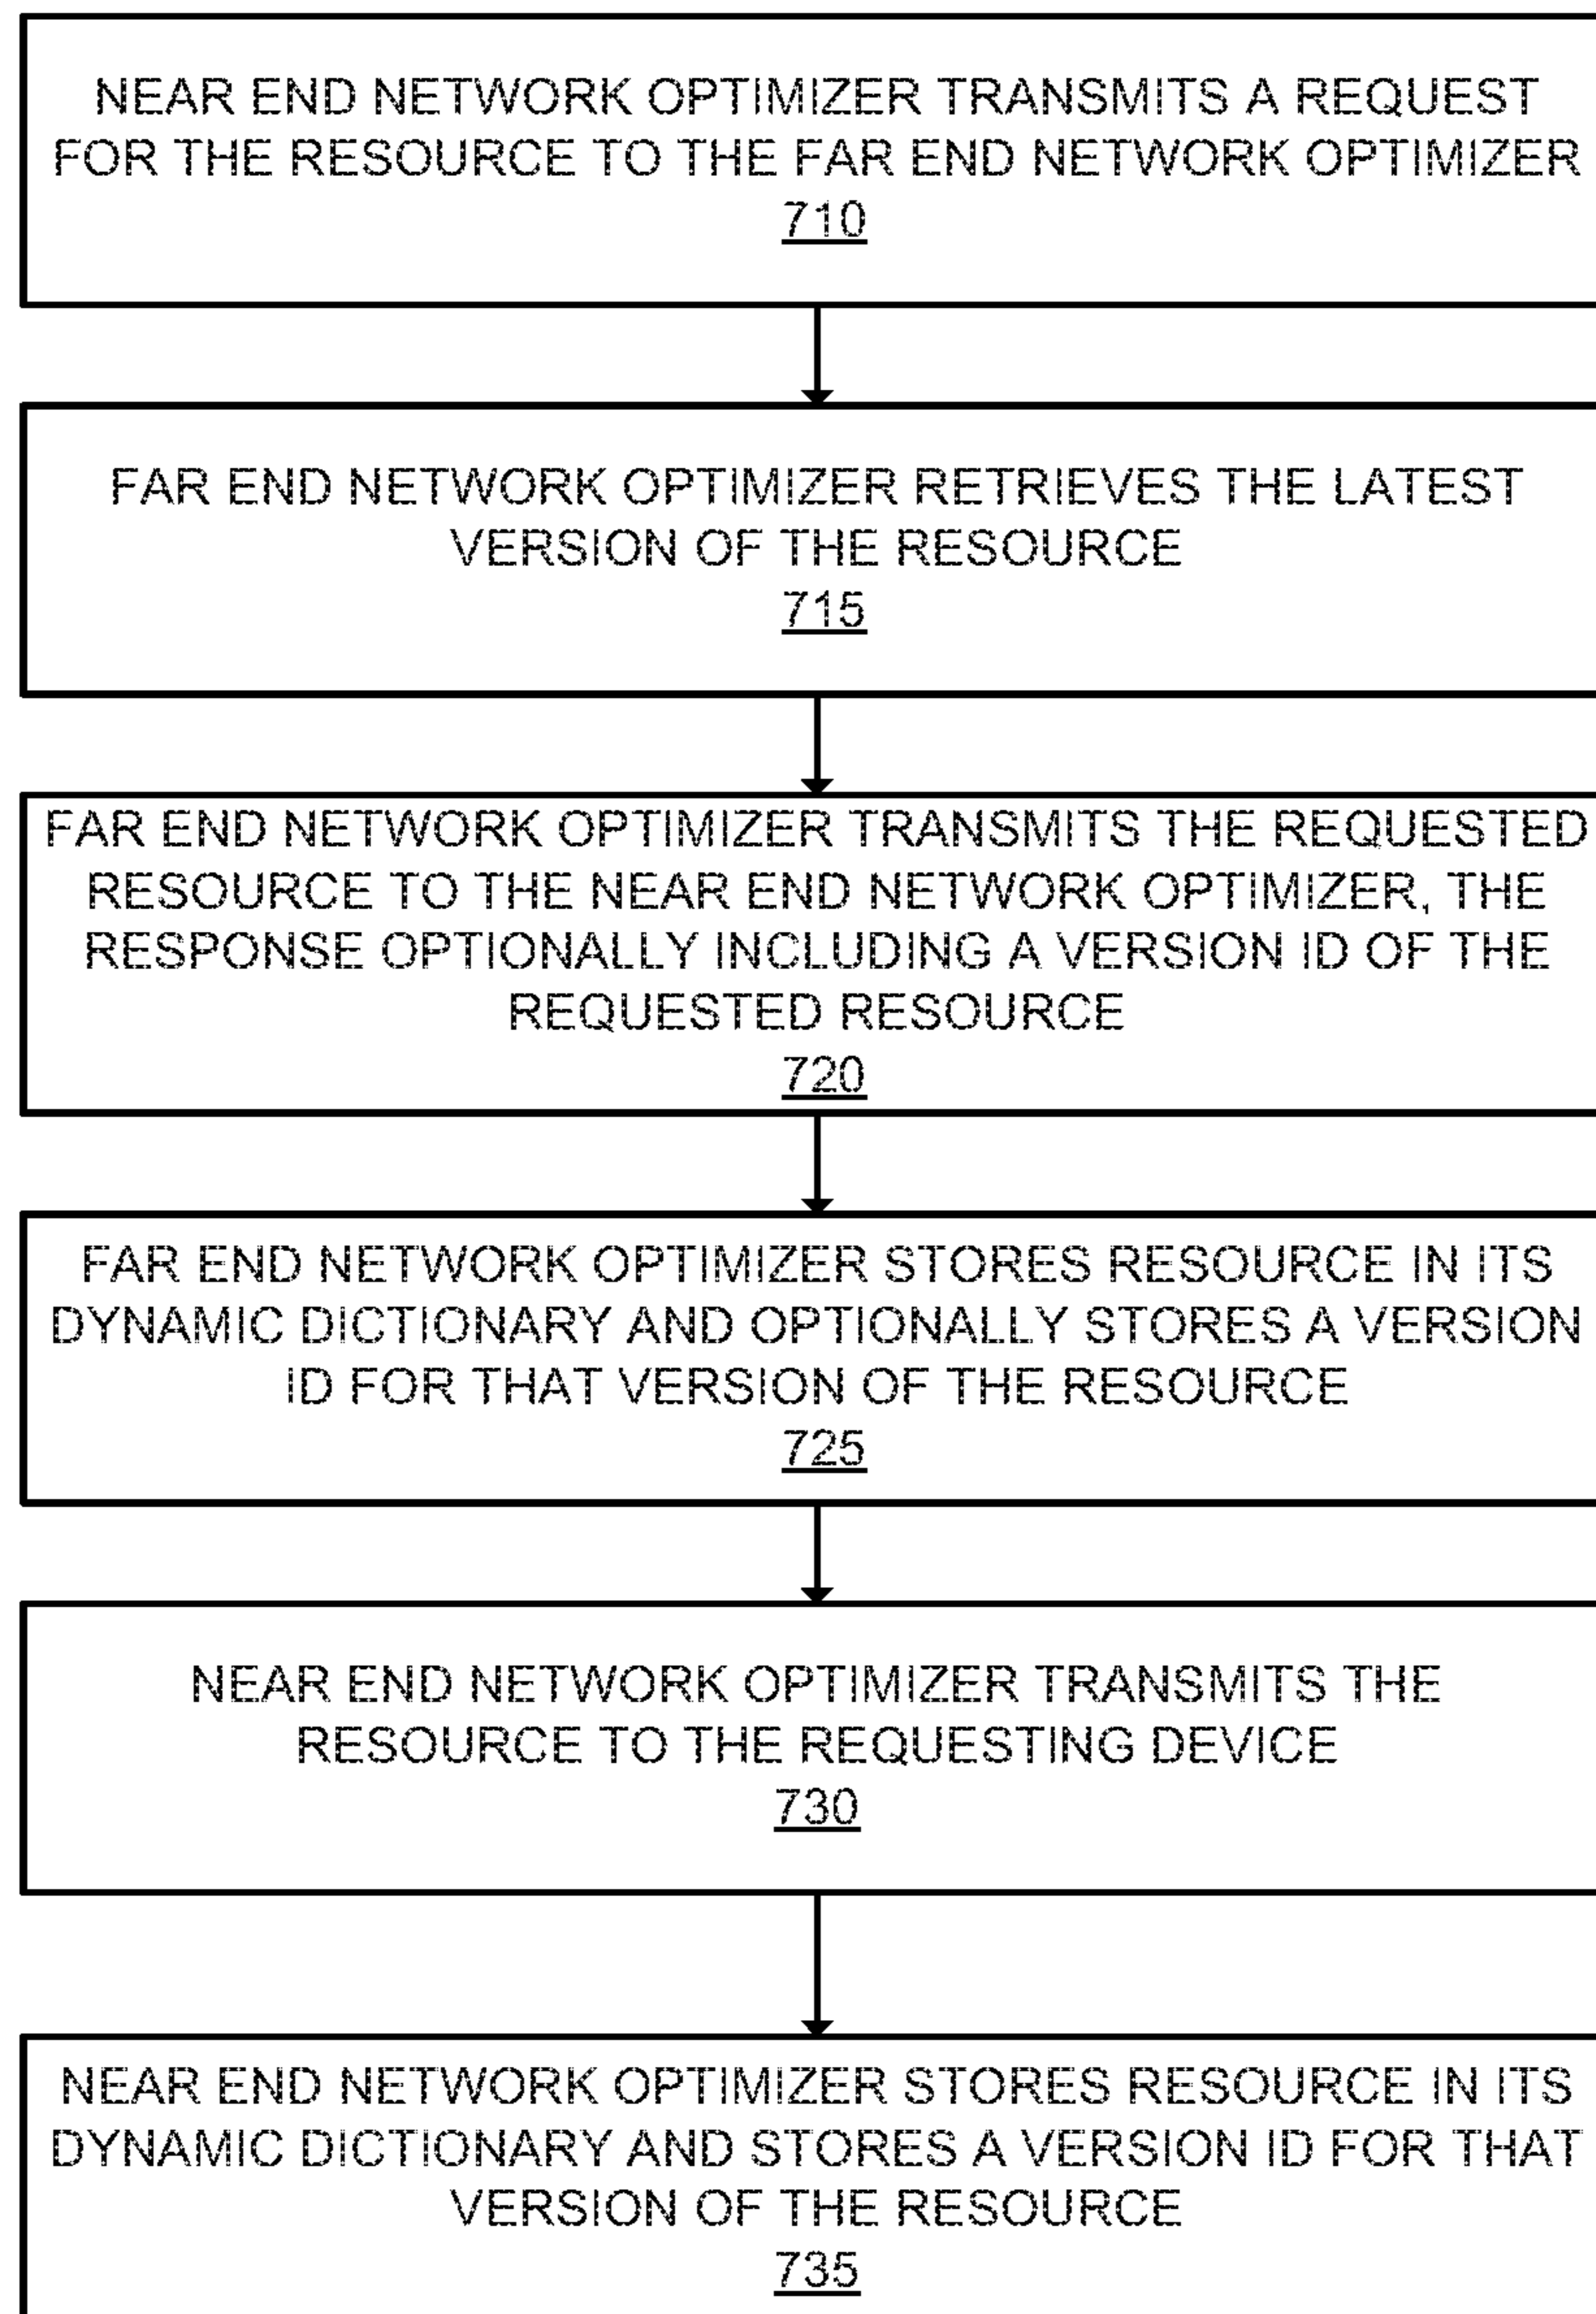 NEAR END NETWORK OPTIMIZER TRANSMITS A REQUEST
FOR THE RESOURCE TO THE FAR END NETWORK OPTIMIZER
710
FAR END NETWORK OPTIMIZER RETRIEVES THE LATEST
VERSION OF THE RESOURCE
715
FAR END NETWORK OPTIMIZER TRANSMITS THE REQUESTED
RESOURCE TO THE NEAR END NETWORK OPTIMIZER, THE
RESPONSE OPTIONALLY INCLUDING A VERSION ID OF THE
REQUESTED RESOURCE
720
FAR END NETWORK OPTIMIZER STORES RESOURCE IN ITS
DYNAMIC DICTIONARY AND OPTIONALLY STORES A VERSION
ID FOR THAT VERSION OF THE RESOURCE
725
NEAR END NETWORK OPTIMIZER TRANSMITS THE
RESOURCE TO THE REQUESTING DEVICE
730
NEAR END NETWORK OPTIMIZER STORES RESOURCE IN ITS
DYNAMIC DICTIONARY AND STORES A VERSION ID FOR THAT
VERSION OF THE RESOURCE
735